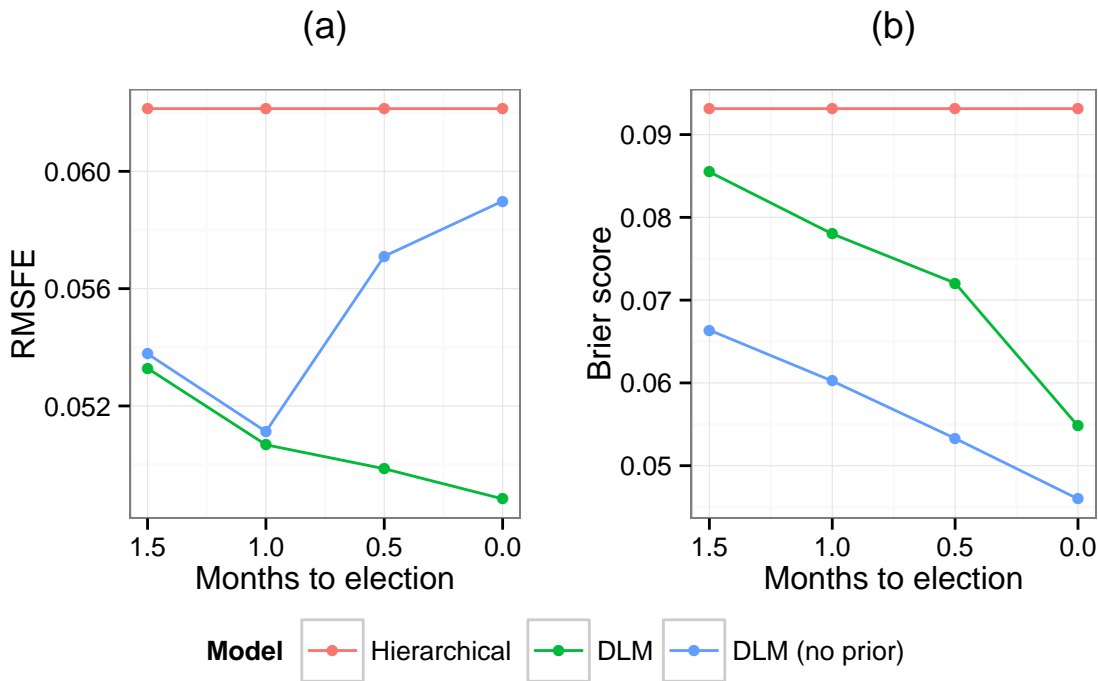 (a)
(b)
RMSFE
0.060
0.056
0.052
1.5 1.0 0.5 0.0
Months to election
Brier score
0.09
0.08
0.07
0.06
0.05
1.5 1.0 0.5 0.0
Months to election
Model Hierarchical DLM DLM (no prior)